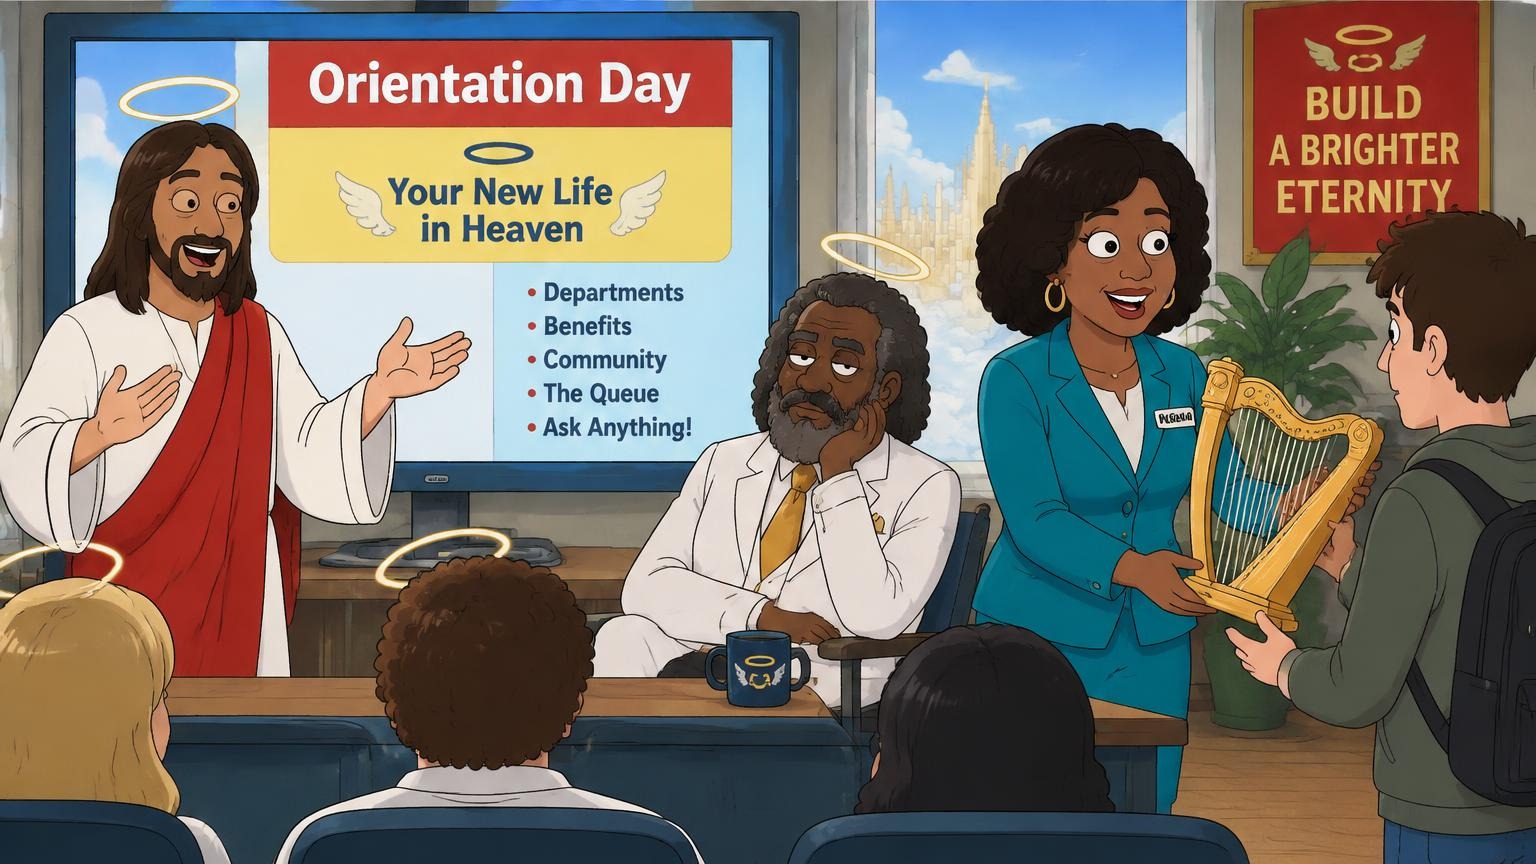 Orientation Day
Your New Life
in Heaven
• Departments
• Benefits
• Community
• The Queue
• Ask Anything!
BUILD
A BRIGHTER
ETERNITY